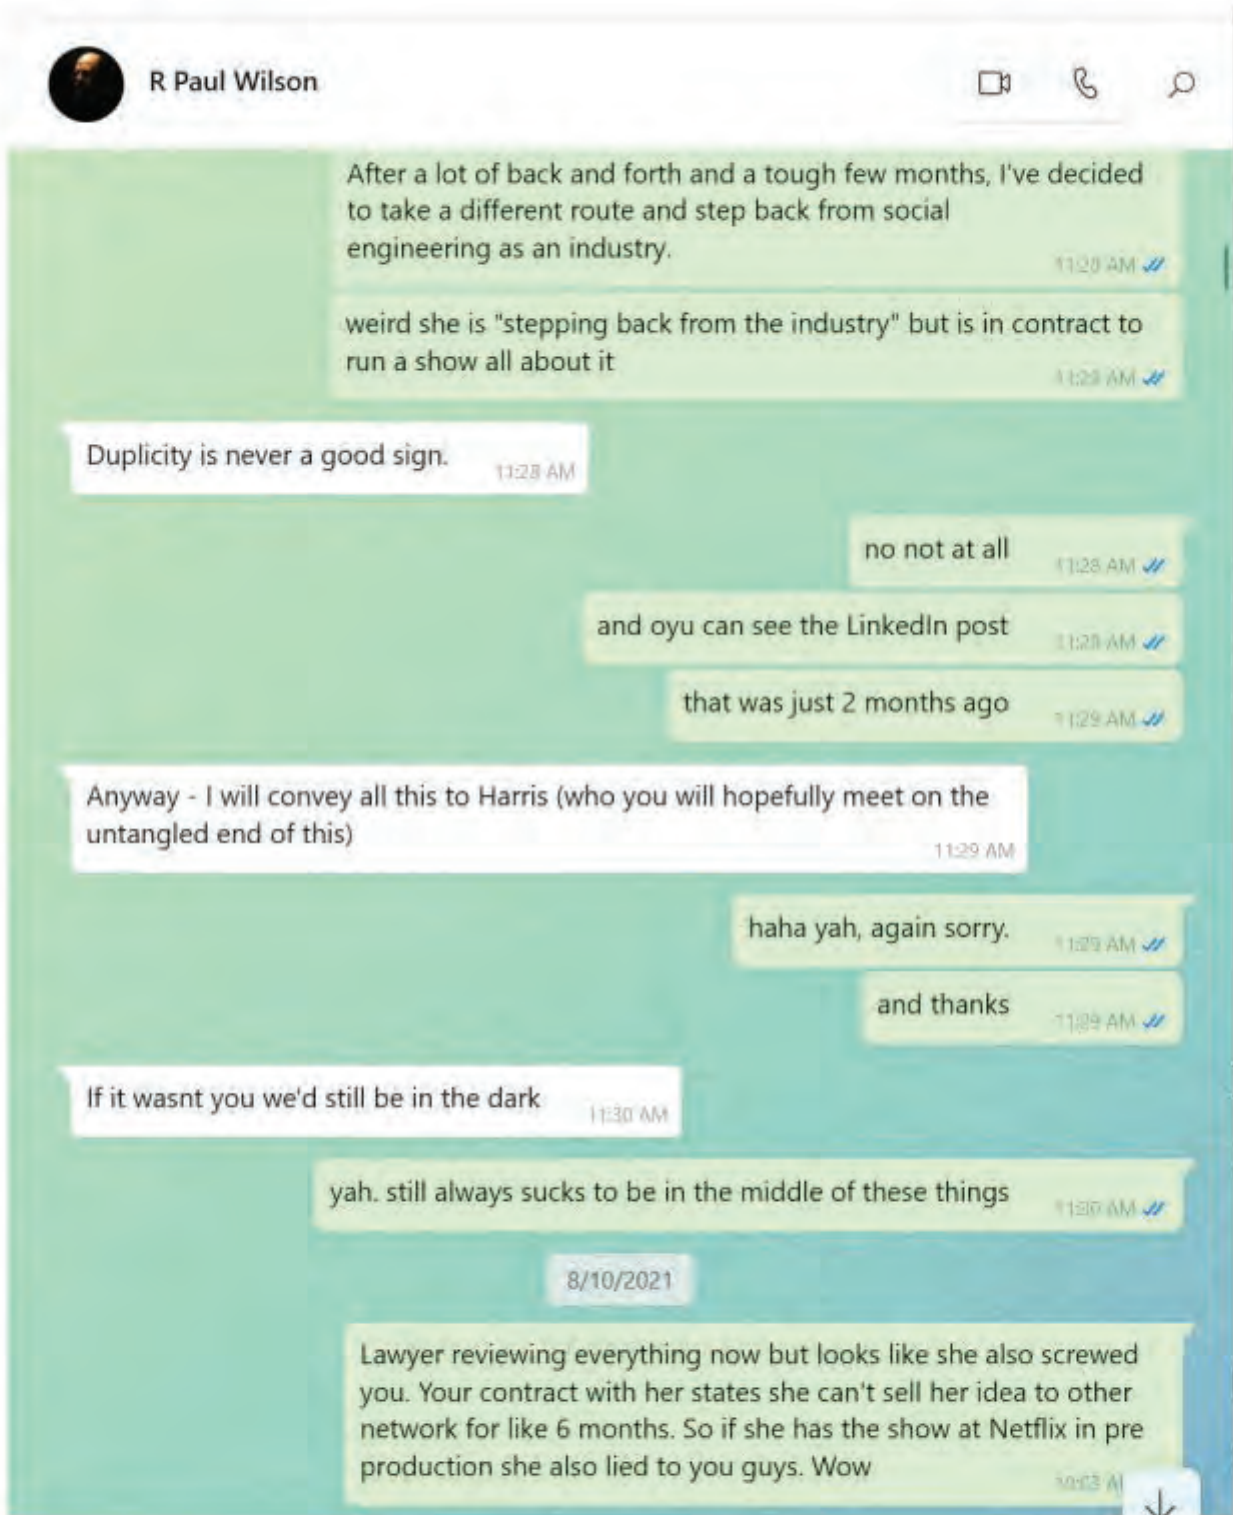 R Paul Wilson
After a lot of back and forth and a tough few months, I've decided
to take a different route and step back from social
engineering as an industry.
11:28 AM
weird she is "stepping back from the industry" but is in contract to
run a show all about it
11:28 AM
Duplicity is never a good sign.
11:28 AM
no not at all
11:28 AM
and oyu can see the LinkedIn post
11:28 AM
that was just 2 months ago
11:29 AM
Anyway - I will convey all this to Harris (who you will hopefully meet on the
untangled end of this)
11:29 AM
haha yah, again sorry.
11:29 AM
and thanks
11:29 AM
If it wasnt you we'd still be in the dark
11:30 AM
yah. still always sucks to be in the middle of these things
11:30 AM
8/10/2021
Lawyer reviewing everything now but looks like she also screwed
you. Your contract with her states she can't sell her idea to other
network for like 6 months. So if she has the show at Netflix in pre
production she also lied to you guys. Wow